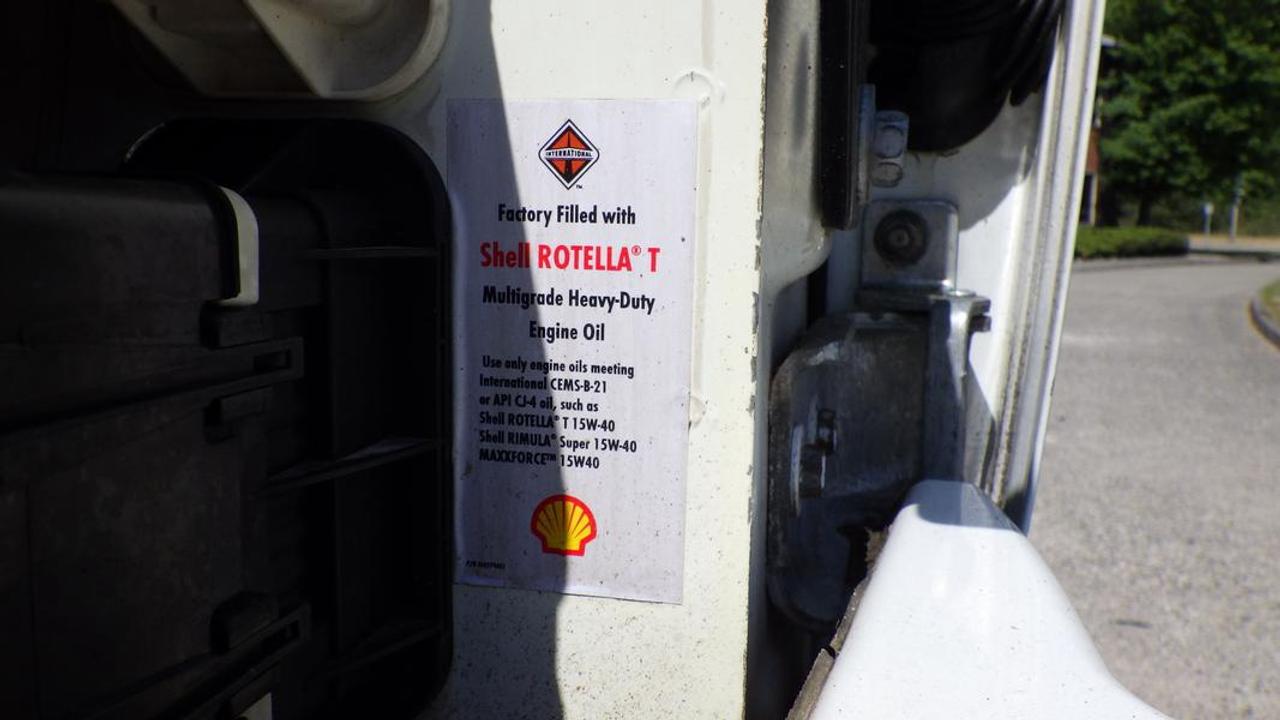 INTERNATIONAL
TM
Factory Filled with
Shell ROTELLA® T
Multigrade Heavy-Duty
Engine Oil
Use only engine oils meeting
International CEMS-B-21
or API CJ-4 oil, such as
Shell ROTELLA® T 15W-40
Shell RIMULA® Super 15W-40
MAXXFORCE™ 15W40